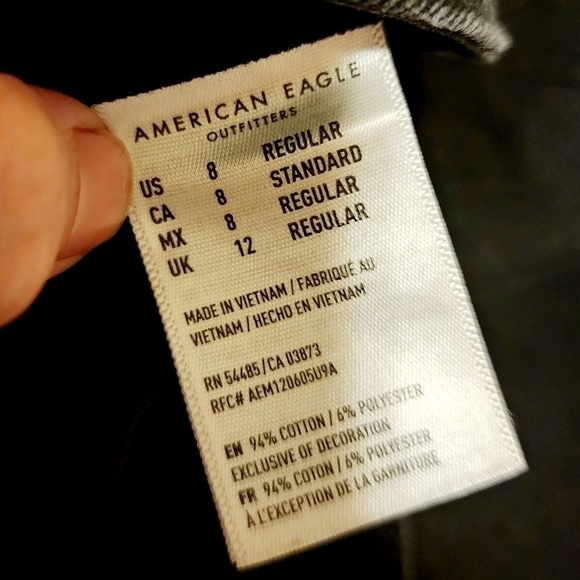 AMERICAN EAGLE
OUTFITTERS
US 8 REGULAR
CA 8 STANDARD
MX 8 REGULAR
UK 12 REGULAR
MADE IN VIETNAM / FABRIQUÉ AU
VIETNAM / HECHO EN VIETNAM
RN 54485/CA 03873
RFC# AEM120605U9A
EN 94% COTTON / 6% POLYESTER
EXCLUSIVE OF DECORATION
FR 94% COTON / 6% POLYESTER
À L'EXCEPTION DE LA GARNITURE